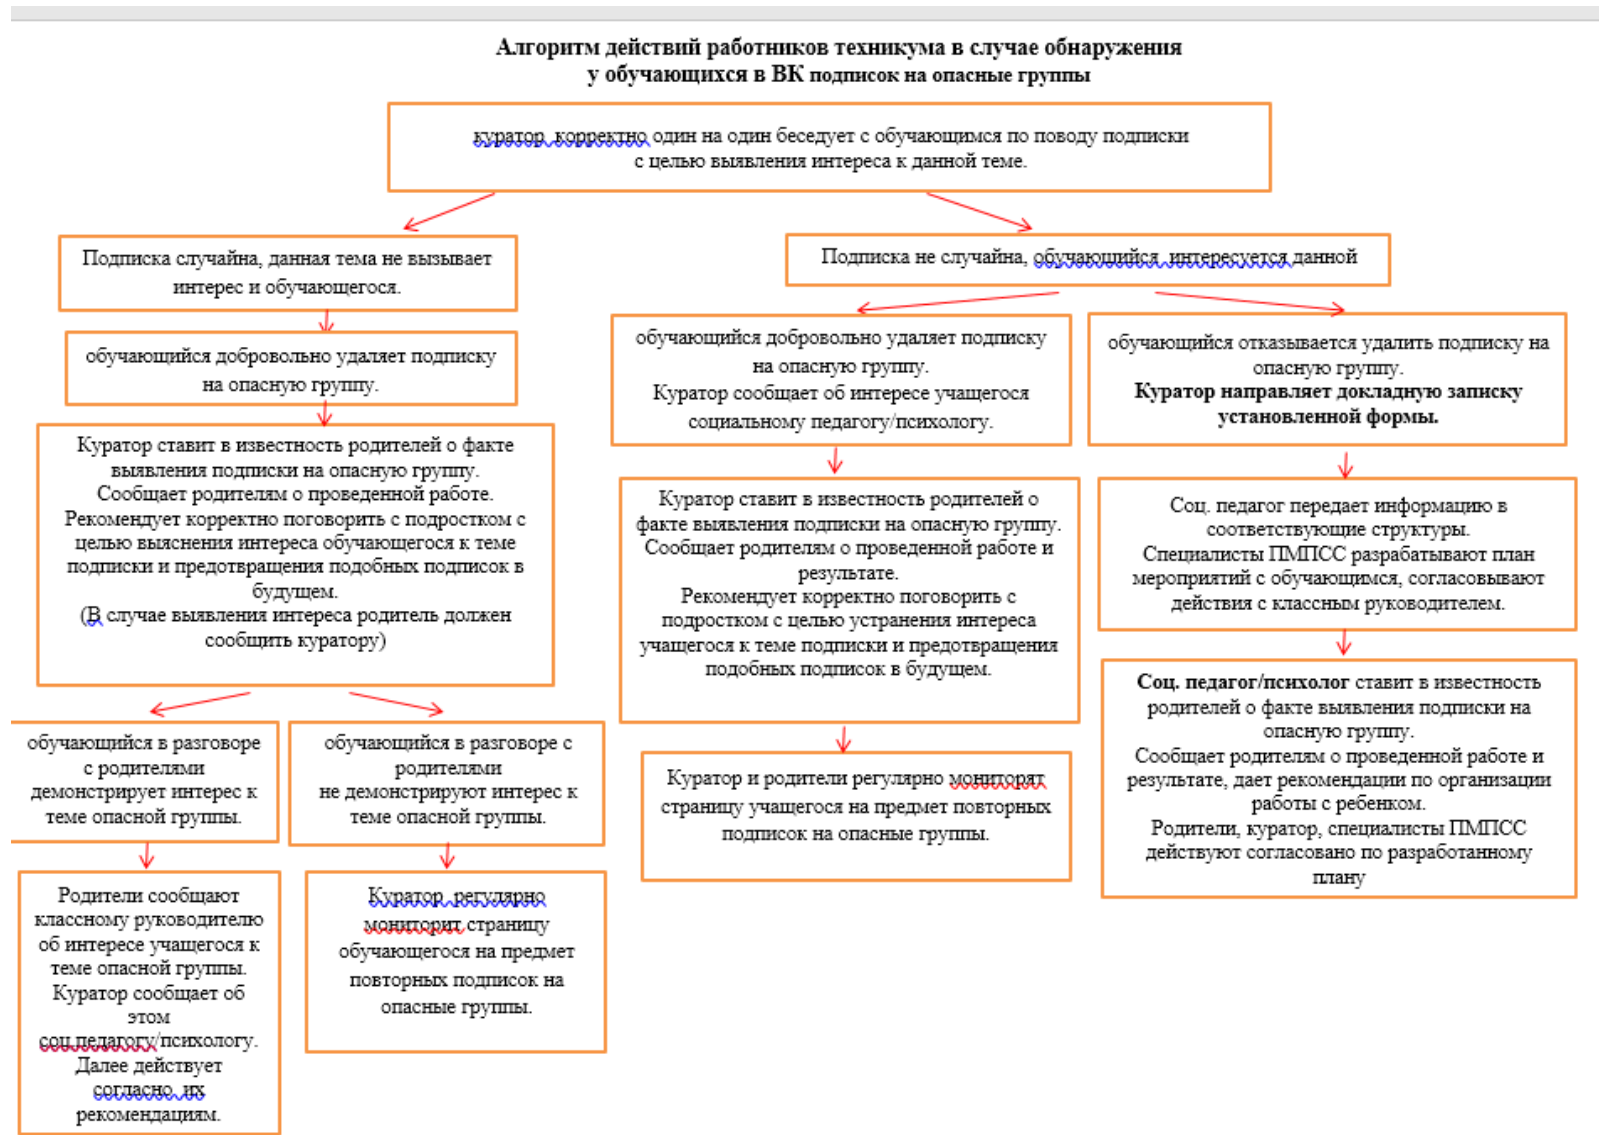 Алгоритм действий работников техникума в случае обнаружения
у обучающихся в ВК подписок на опасные группы
куратор  корректно один на один беседует с обучающимся по поводу подписки
с целью выявления интереса к данной теме.
Подписка случайна, данная тема не вызывает
интерес и обучающегося.
обучающийся добровольно удаляет подписку
на опасную группу.
Куратор ставит в известность родителей о факте
выявления подписки на опасную группу.
Сообщает родителям о проведенной работе.
Рекомендует корректно поговорить с подростком с
целью выяснения интереса обучающегося к теме
подписки и предотвращения подобных подписок в
будущем.
(В случае выявления интереса родитель должен
сообщить куратору)
обучающийся в разговоре
с родителями
демонстрирует интерес к
теме опасной группы.
Родители сообщают
классному руководителю
об интересе учащегося к
теме опасной группы.
Куратор сообщает об
этом
соц.педагогу/психологу.
Далее действует
согласно  их
рекомендациям.
обучающийся в разговоре с
родителями
не демонстрируют интерес к
теме опасной группы.
Куратор  регулярно
мониторит страницу
обучающегося на предмет
повторных подписок на
опасные группы.
Подписка не случайна, обучающийся  интересуется данной
обучающийся добровольно удаляет подписку
на опасную группу.
Куратор сообщает об интересе учащегося
социальному педагогу/психологу.
Куратор ставит в известность родителей о
факте выявления подписки на опасную группу.
Сообщает родителям о проведенной работе и
результате.
Рекомендует корректно поговорить с
подростком с целью устранения интереса
учащегося к теме подписки и предотвращения
подобных подписок в будущем.
Куратор и родители регулярно мониторят
страницу учащегося на предмет повторных
подписок на опасные группы.
обучающийся отказывается удалить подписку на
опасную группу.
Куратор направляет докладную записку
установленной формы.
Соц. педагог передает информацию в
соответствующие структуры.
Специалисты ПМПСС разрабатывают план
мероприятий с обучающимся, согласовывают
действия с классным руководителем.
Соц. педагог/психолог ставит в известность
родителей о факте выявления подписки на
опасную группу.
Сообщает родителям о проведенной работе и
результате, дает рекомендации по организации
работы с ребенком.
Родители, куратор, специалисты ПМПСС
действуют согласовано по разработанному
плану